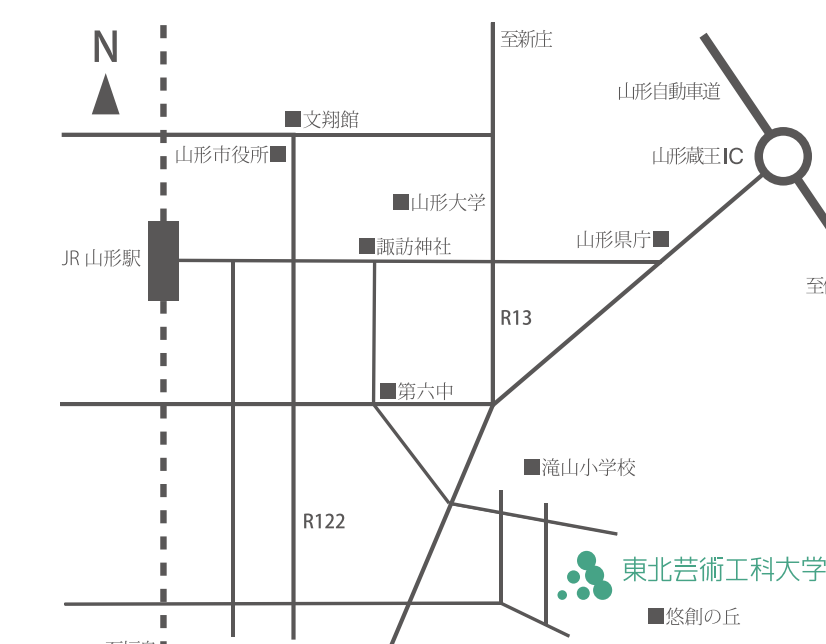 N
至新庄
山形自動車道
文翔館
山形市役所
山形蔵王IC
山形大学
諏訪神社
山形県庁
JR 山形駅
R13
第六中
滝山小学校
R122
東北芸術工科大学
悠創の丘